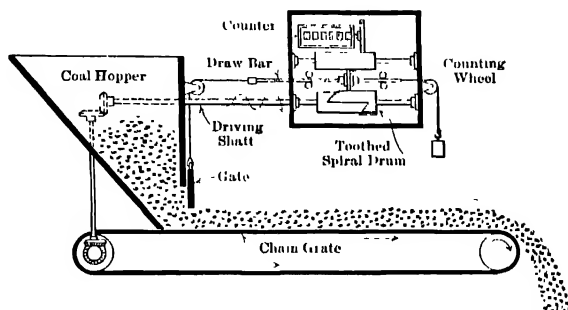 Counter
Draw Bar
Counting
Wheel
Coal Hopper
Driving
Shaft
Toothed
Spiral Drum
Gate
Chain Grate